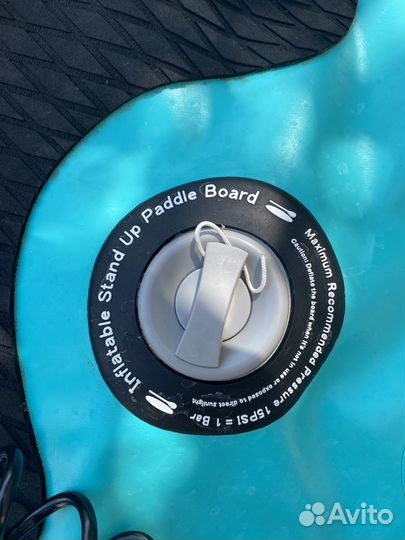 Inflatable Stand Up Paddle Board
Maximum Recommended Pressure 15PSI = 1 Bar
Caution: Deflate the board when it's not in use or exposed to direct sunlight
Avito